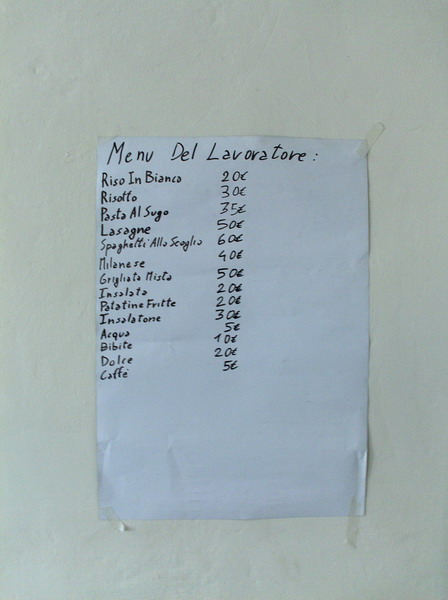 Menu Del Lavoratore:
Riso In Bianco 20€
Risotto 30€
Pasta Al Sugo 35€
Lasagne 50€
Spaghetti Allo Scoglio 60€
Milanese 40€
Grigliata Mista 50€
Insalata 20€
Patatine Fritte 20€
Insalatone 30€
Acqua 5€
Bibite 10€
Dolce 20€
Caffè 5€